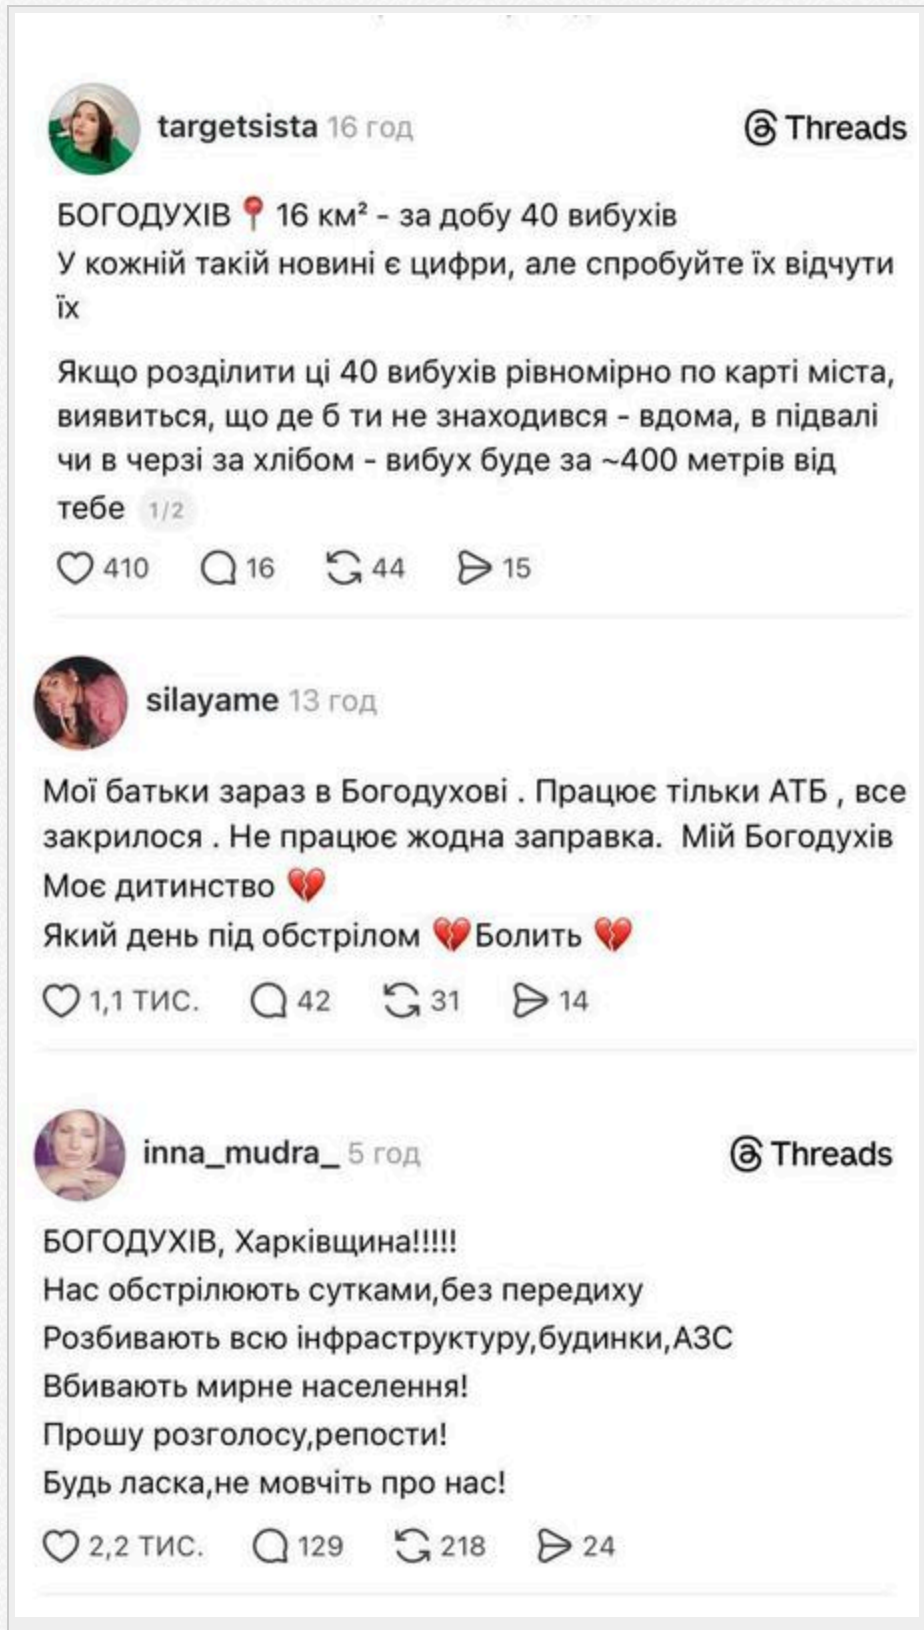 targetsista 16 год
Threads
БОГОДУХІВ📍 16 км² - за добу 40 вибухів
У кожній такій новині є цифри, але спробуйте їх відчути
їх
Якщо розділити ці 40 вибухів рівномірно по карті міста,
виявиться, що де б ти не знаходився - вдома, в підвалі
чи в черзі за хлібом - вибух буде за ~400 метрів від
тебе 1/2
410 16 44 15
silayame 13 год
Мої батьки зараз в Богодухові . Працює тільки АТБ , все
закрилося . Не працює жодна заправка. Мій Богодухів
Моє дитинство 💔
Який день під обстрілом 💔Болить 💔
1,1 ТИС. 42 31 14
inna_mudra_ 5 год
Threads
БОГОДУХІВ, Харківщина!!!!!
Нас обстрілюють сутками,без передиху
Розбивають всю інфраструктуру,будинки,АЗС
Вбивають мирне населення!
Прошу розголосу,репости!
Будь ласка,не мовчіть про нас!
2,2 ТИС. 129 218 24